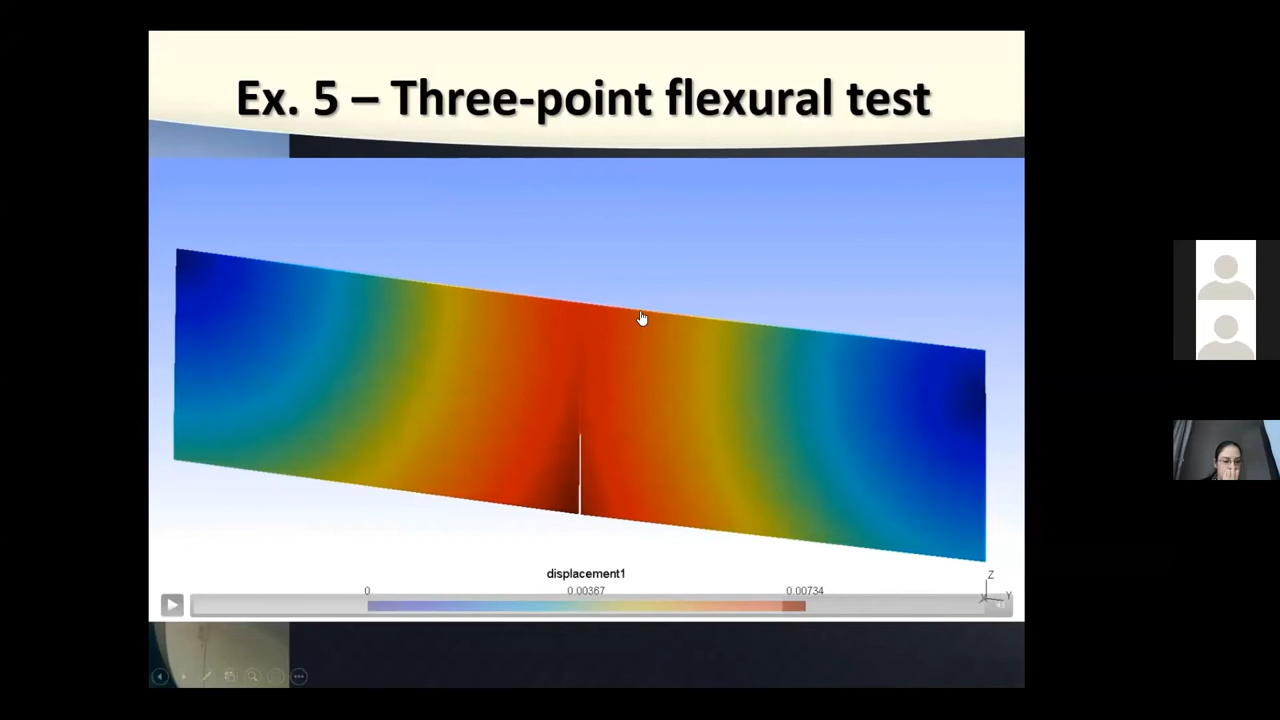 Ex. 5 – Three-point flexural test
displacement1
0 0.00367 0.00734
Z
X Y